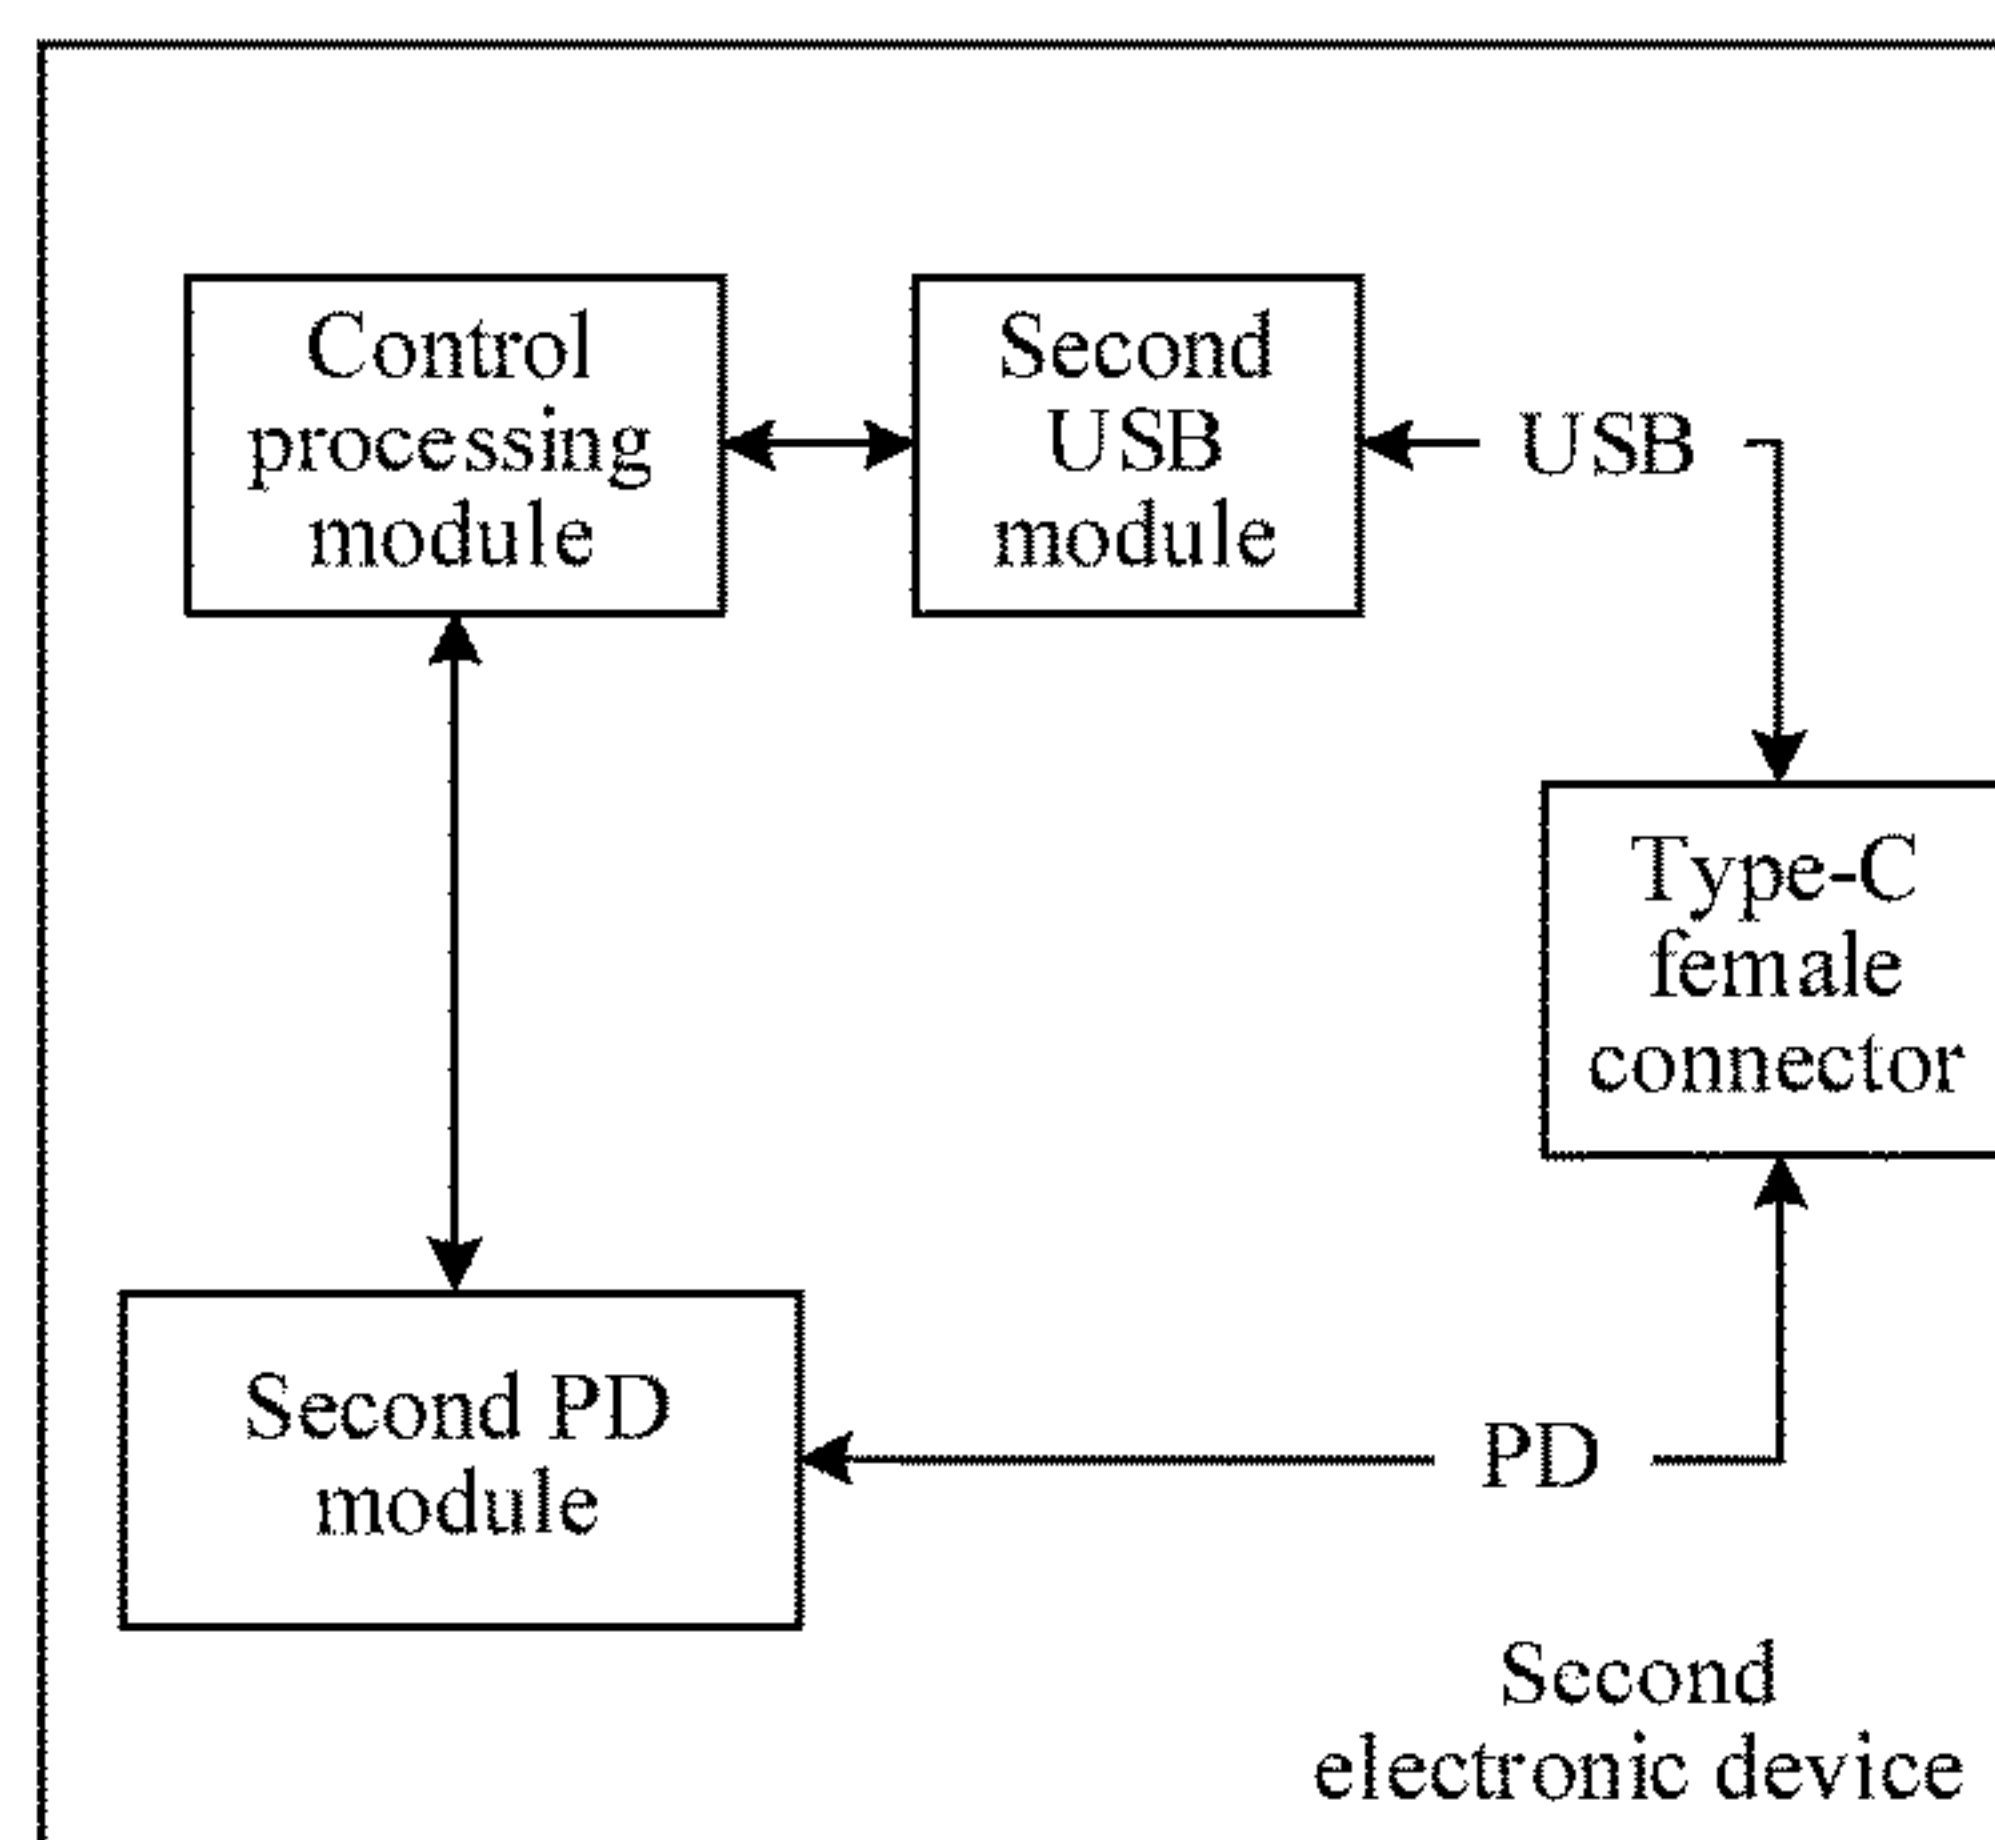 Control
processing
module
Second
USB
module
USB
Type-C
female
connector
Second PD
module
PD
Second
electronic device